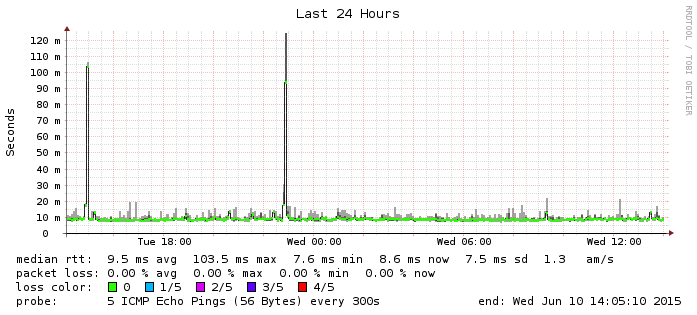 Last 24 Hours
RRDTOOL / TOBI OETIKER
Seconds
120 m
110 m
100 m
90 m
80 m
70 m
60 m
50 m
40 m
30 m
20 m
10 m
0
Tue 18:00 Wed 00:00 Wed 06:00 Wed 12:00
median rtt: 9.5 ms avg 103.5 ms max 7.6 ms min 8.6 ms now 7.5 ms sd 1.3 am/s
packet loss: 0.00 % avg 0.00 % max 0.00 % min 0.00 % now
loss color: 0 1/5 2/5 3/5 4/5
probe: 5 ICMP Echo Pings (56 Bytes) every 300s end: Wed Jun 10 14:05:10 2015